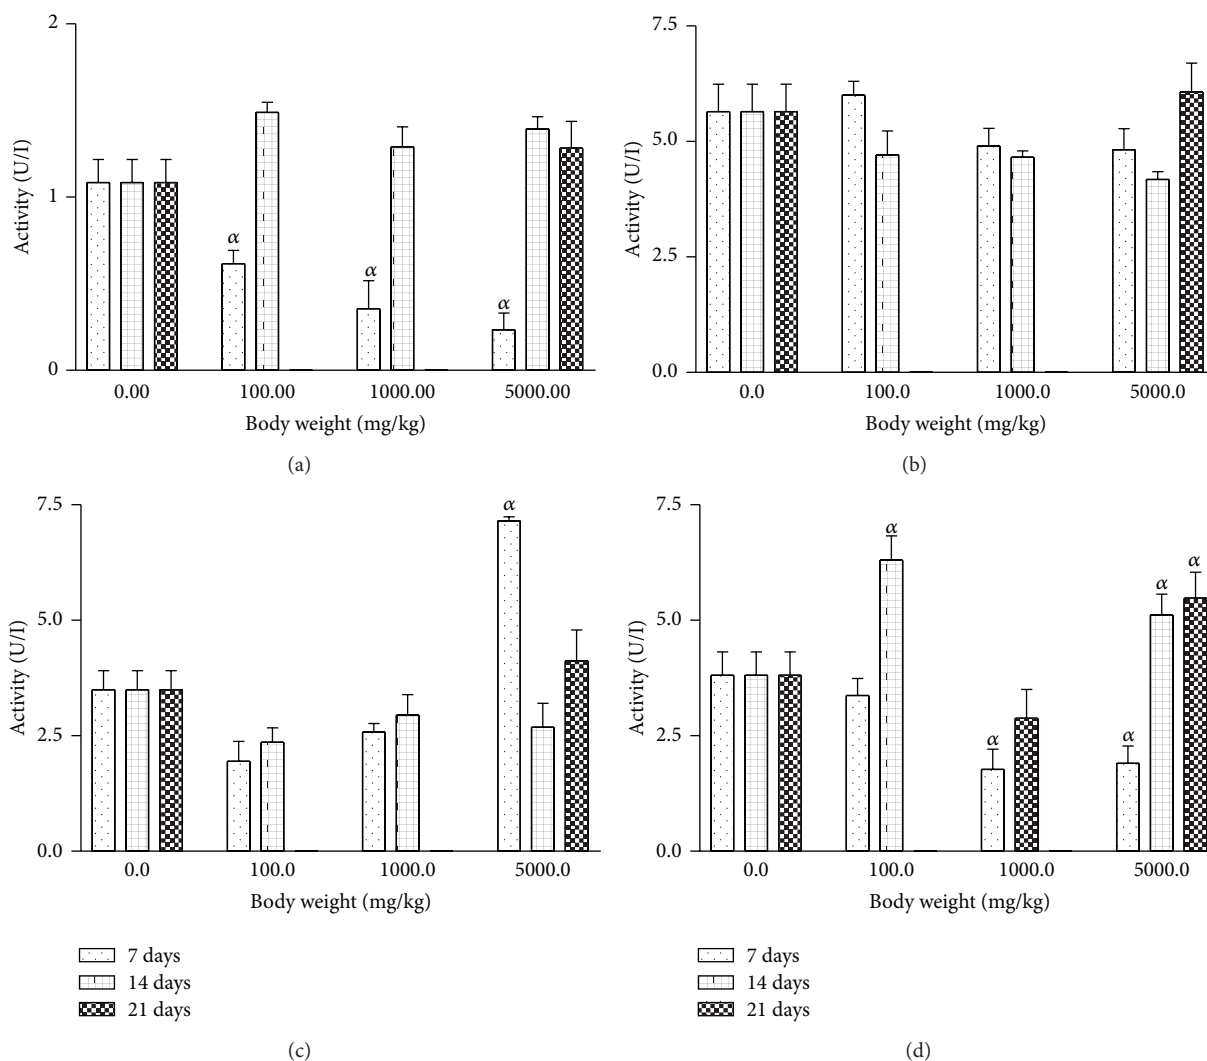 2
1
0
Activity (U/I)
α
α
α
0.00 100.00 1000.00 5000.00
Body weight (mg/kg)
(a)
7.5
5.0
2.5
0.0
Activity (U/I)
0.0 100.0 1000.0 5000.0
Body weight (mg/kg)
(b)
7.5
5.0
2.5
0.0
Activity (U/I)
α
0.0 100.0 1000.0 5000.0
Body weight (mg/kg)
7 days
14 days
21 days
(c)
7.5
5.0
2.5
0.0
Activity (U/I)
α
α
α
α
α
0.0 100.0 1000.0 5000.0
Body weight (mg/kg)
7 days
14 days
21 days
(d)